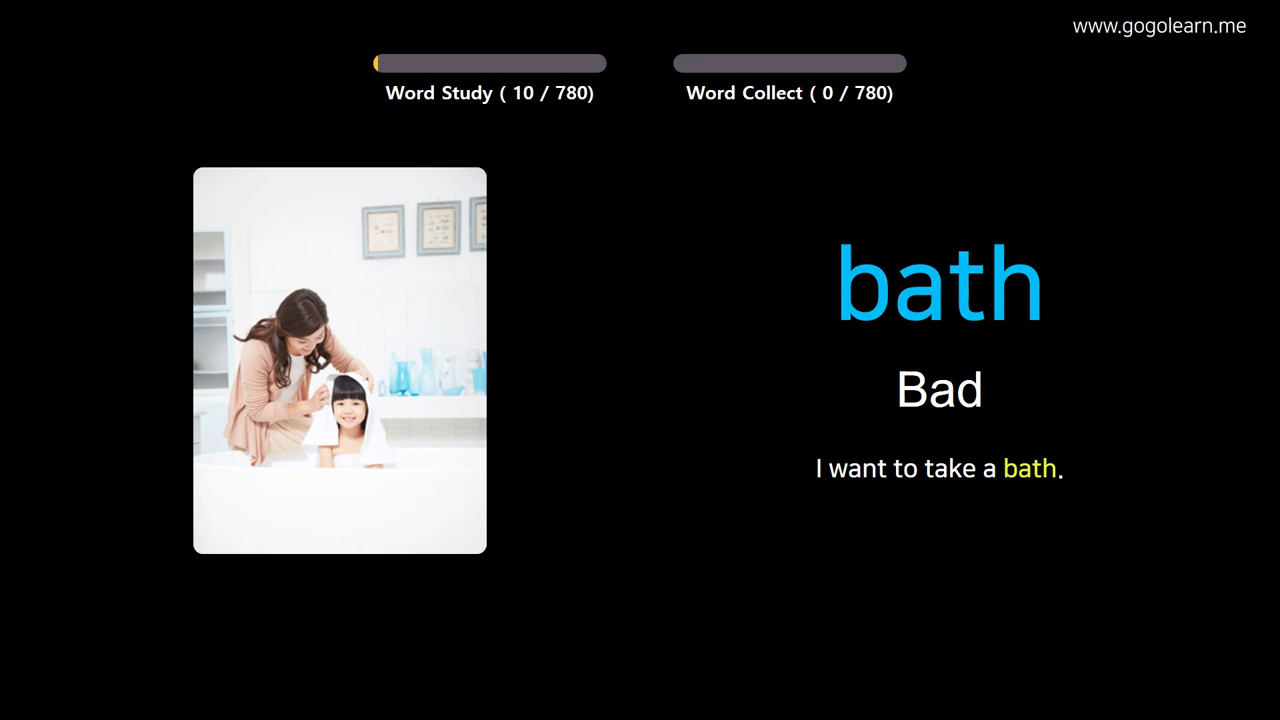 www.gogolearn.me
Word Study ( 10 / 780)
Word Collect ( 0 / 780)
bath
Bad
I want to take a bath.